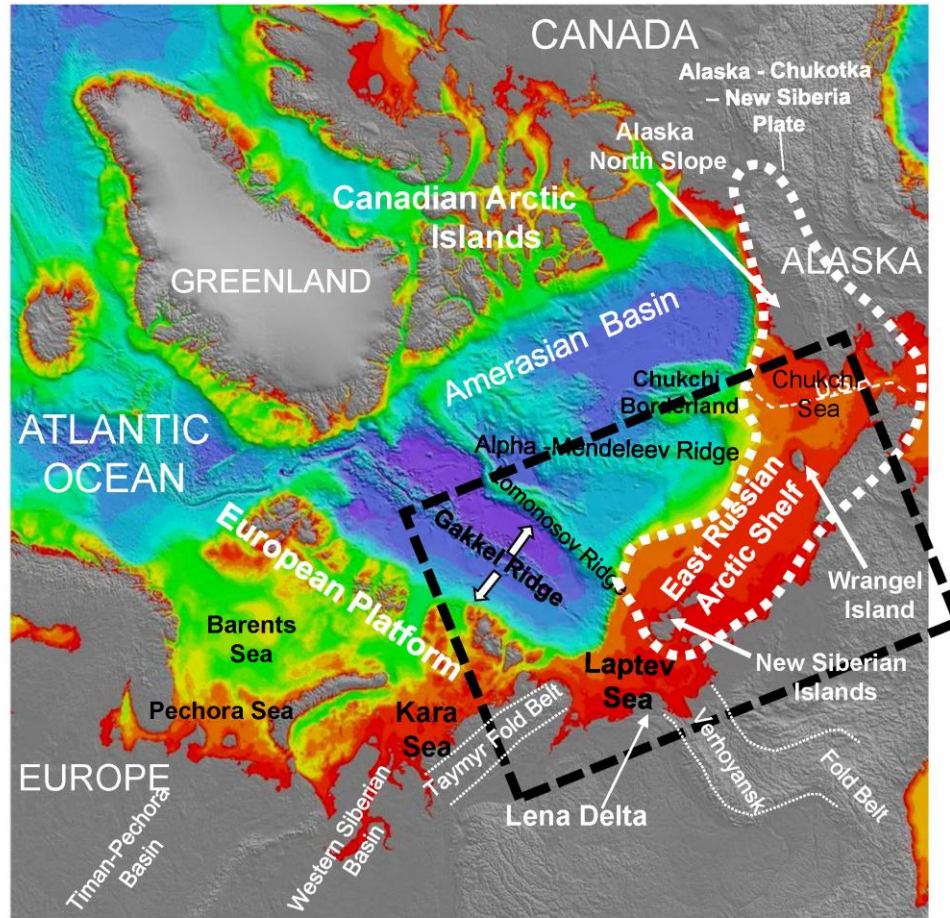 CANADA
Alaska - Chukotka
– New Siberia
Plate
Alaska
North Slope
Canadian Arctic
Islands
GREENLAND
ALASKA
Amerasian Basin
Chukchi
Borderland
Chukchi
Sea
ATLANTIC
OCEAN
Alpha -Mendeleev Ridge
Lomonosov Ridge
Gakkel Ridge
European Platform
East Russian
Arctic Shelf
Wrangel
Island
Barents
Sea
New Siberian
Islands
Laptev
Sea
Pechora Sea
Kara
Sea
Taymyr Fold Belt
Verhoyansk
Fold Belt
EUROPE
Lena Delta
Timan-Pechora
Basin
Western Siberian
Basin